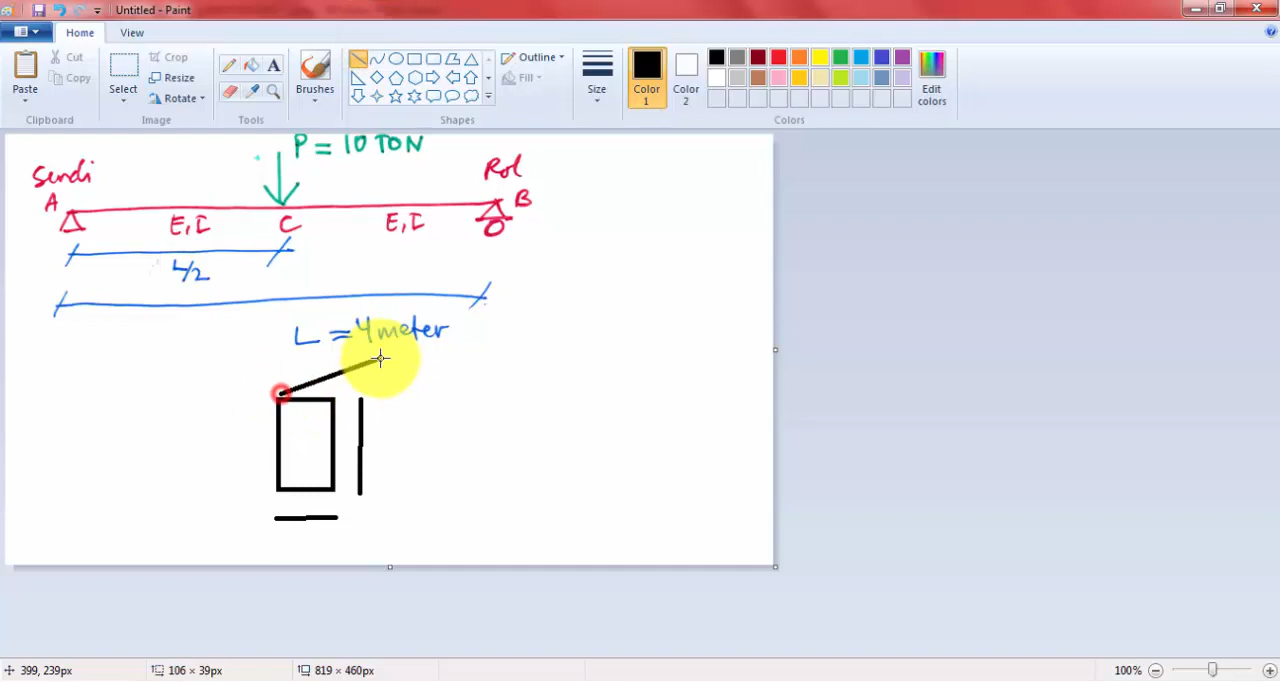 Untitled - Paint
Home
View
Paste
Cut
Copy
Clipboard
Select
Crop
Resize
Rotate
Image
Tools
Brushes
Outline
Fill
Shapes
Size
Color 1
Color 2
Edit colors
Colors
P = 10 TON
Sendi
Rol
A
B
E, I
C
E, I
L/2
L = 4 meter
399, 239px
106 × 39px
819 × 460px
100%